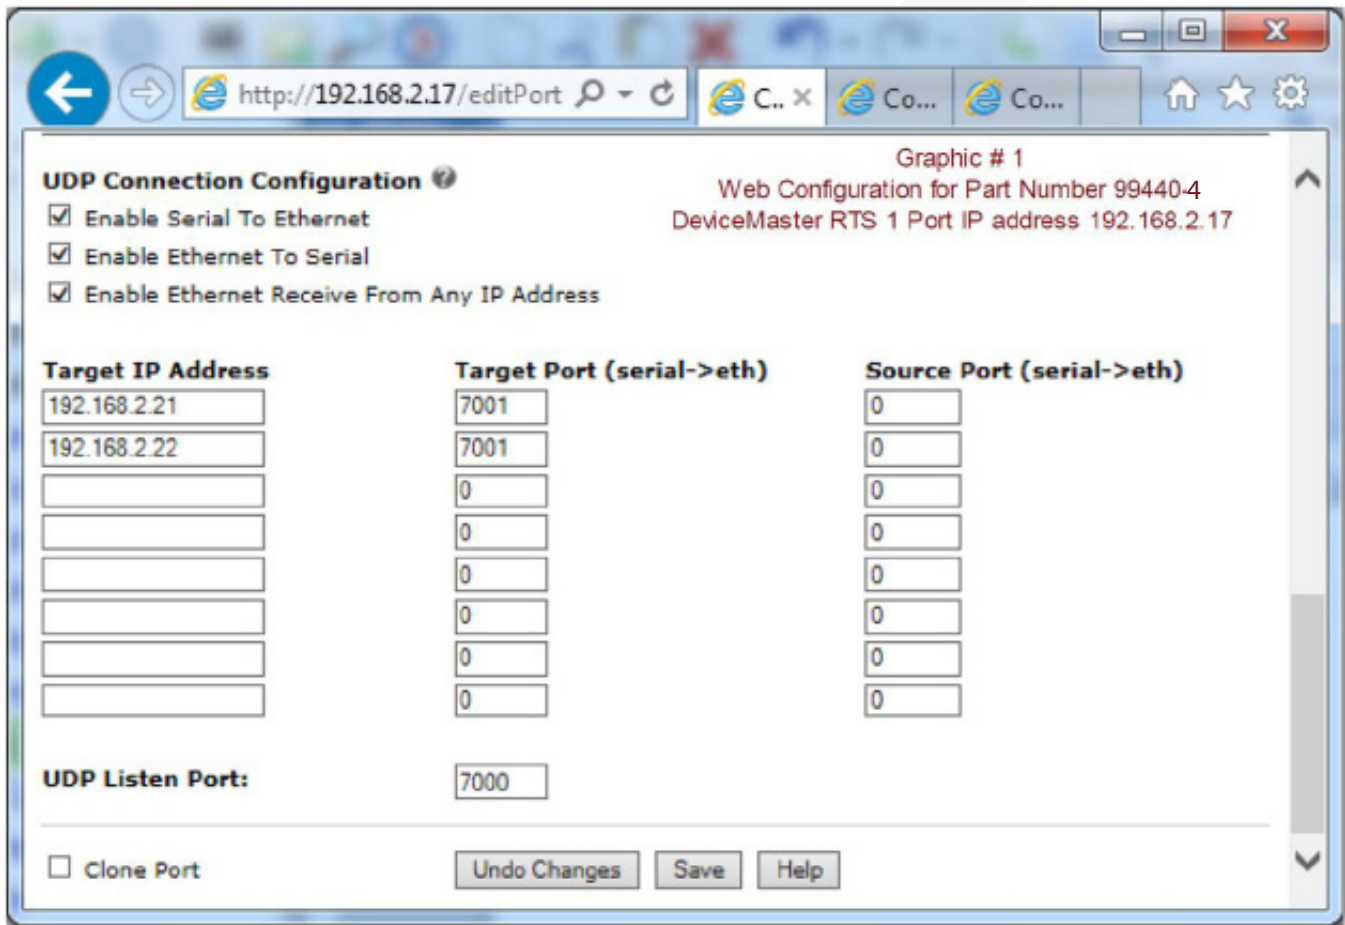 http://192.168.2.17/editPort
C..
Co...
Co...
Graphic # 1
Web Configuration for Part Number 99440-4
DeviceMaster RTS 1 Port IP address 192.168.2.17
UDP Connection Configuration
Enable Serial To Ethernet
Enable Ethernet To Serial
Enable Ethernet Receive From Any IP Address
Target IP Address Target Port (serial->eth) Source Port (serial->eth)
192.168.2.21 7001 0
192.168.2.22 7001 0
0 0
0 0
0 0
0 0
0 0
0 0
UDP Listen Port: 7000
Clone Port Undo Changes Save Help